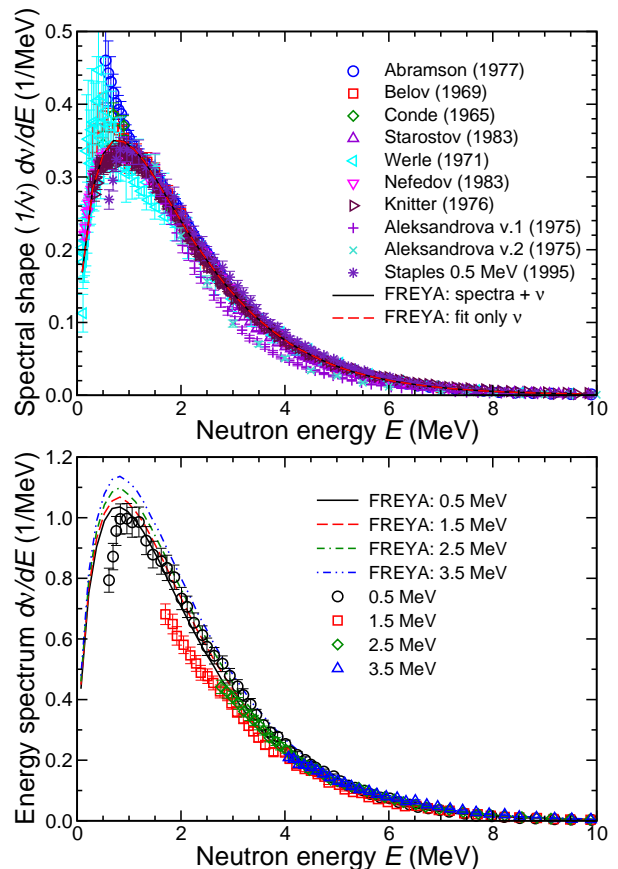 0.5
0.4
0.3
0.2
0.1
0.0
Spectral shape (1/ν) dν/dE (1/MeV)
Abramson (1977)
Belov (1969)
Conde (1965)
Starostov (1983)
Werle (1971)
Nefedov (1983)
Knitter (1976)
Aleksandrova v.1 (1975)
Aleksandrova v.2 (1975)
Staples 0.5 MeV (1995)
FREYA: spectra + ν
FREYA: fit only ν
0 2 4 6 8 10
Neutron energy E (MeV)
1.2
1.0
0.8
0.6
0.4
0.2
0.0
Energy spectrum dν/dE (1/MeV)
FREYA: 0.5 MeV
FREYA: 1.5 MeV
FREYA: 2.5 MeV
FREYA: 3.5 MeV
0.5 MeV
1.5 MeV
2.5 MeV
3.5 MeV
0 2 4 6 8 10
Neutron energy E (MeV)